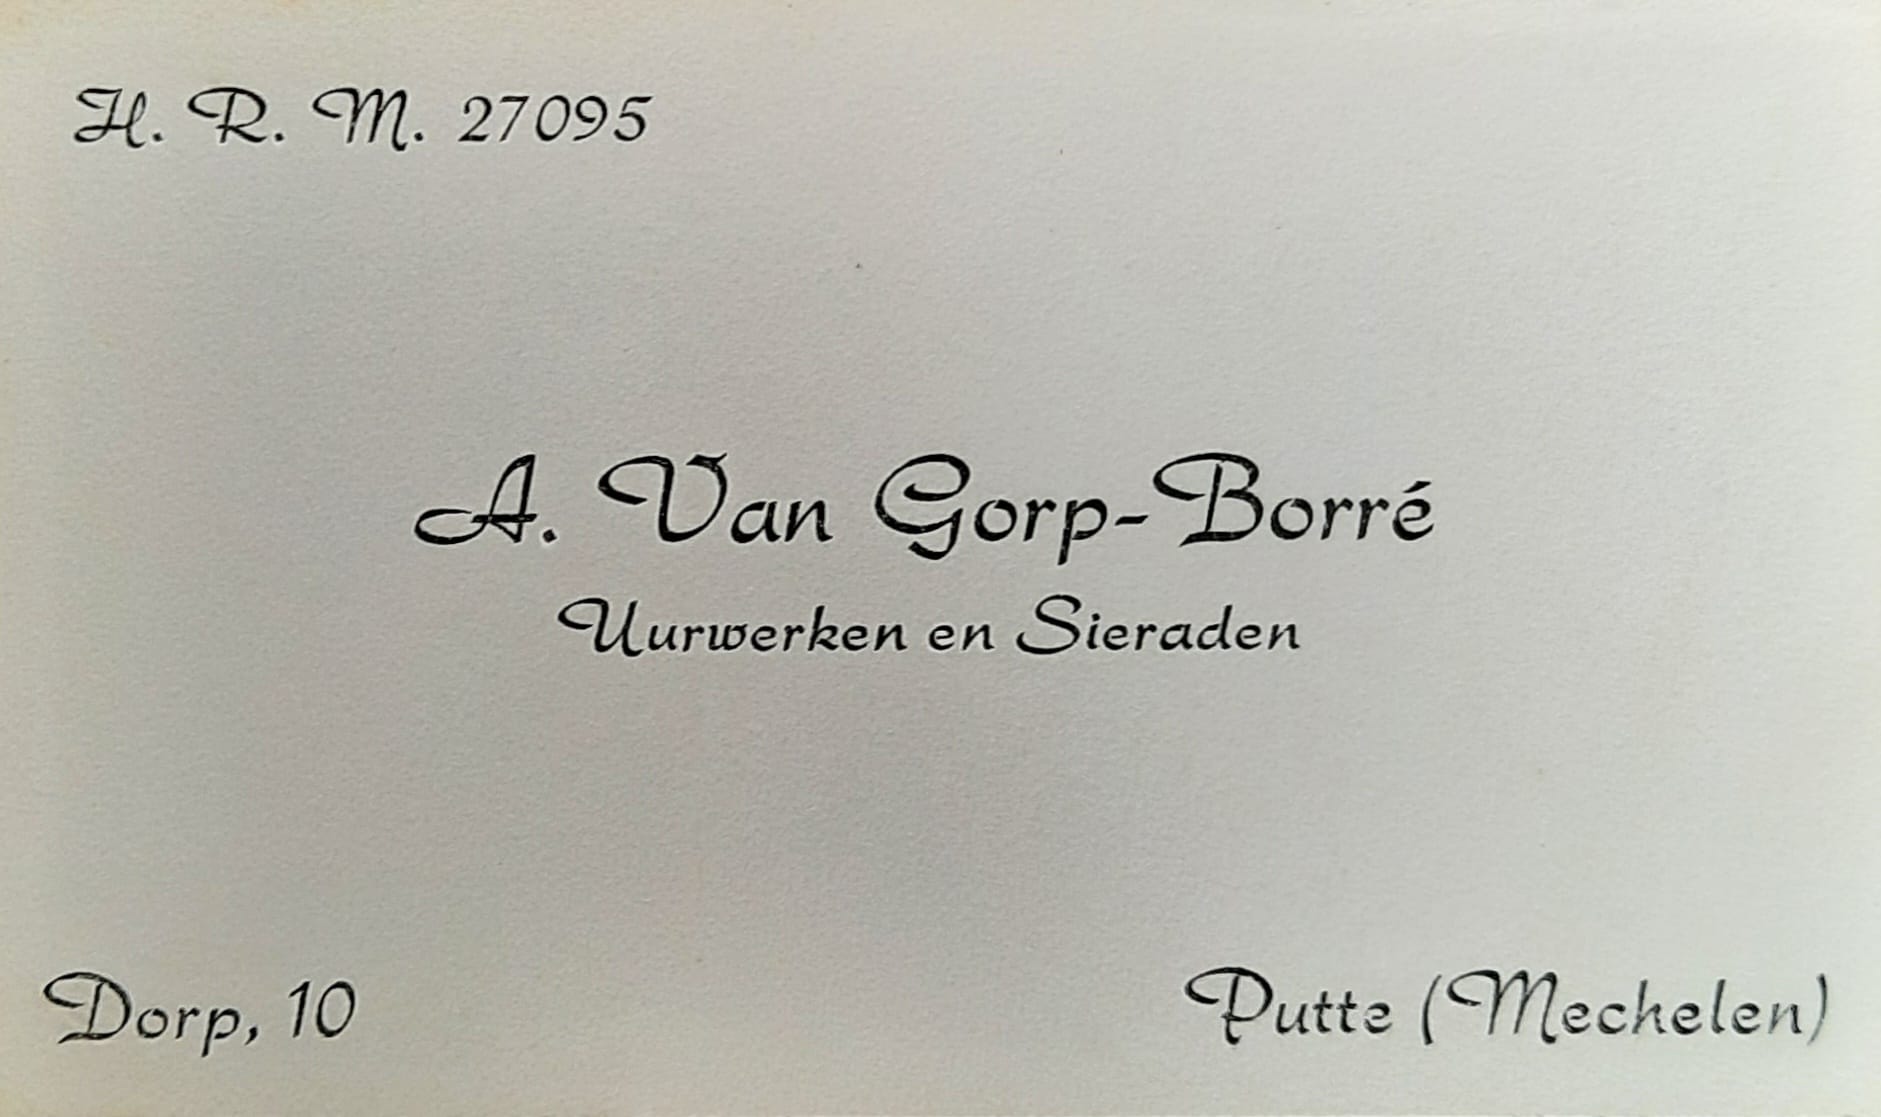 H. R. M. 27095
A. Van Gorp-Borré
Uurwerken en Sieraden
Dorp, 10
Putte (Mechelen)